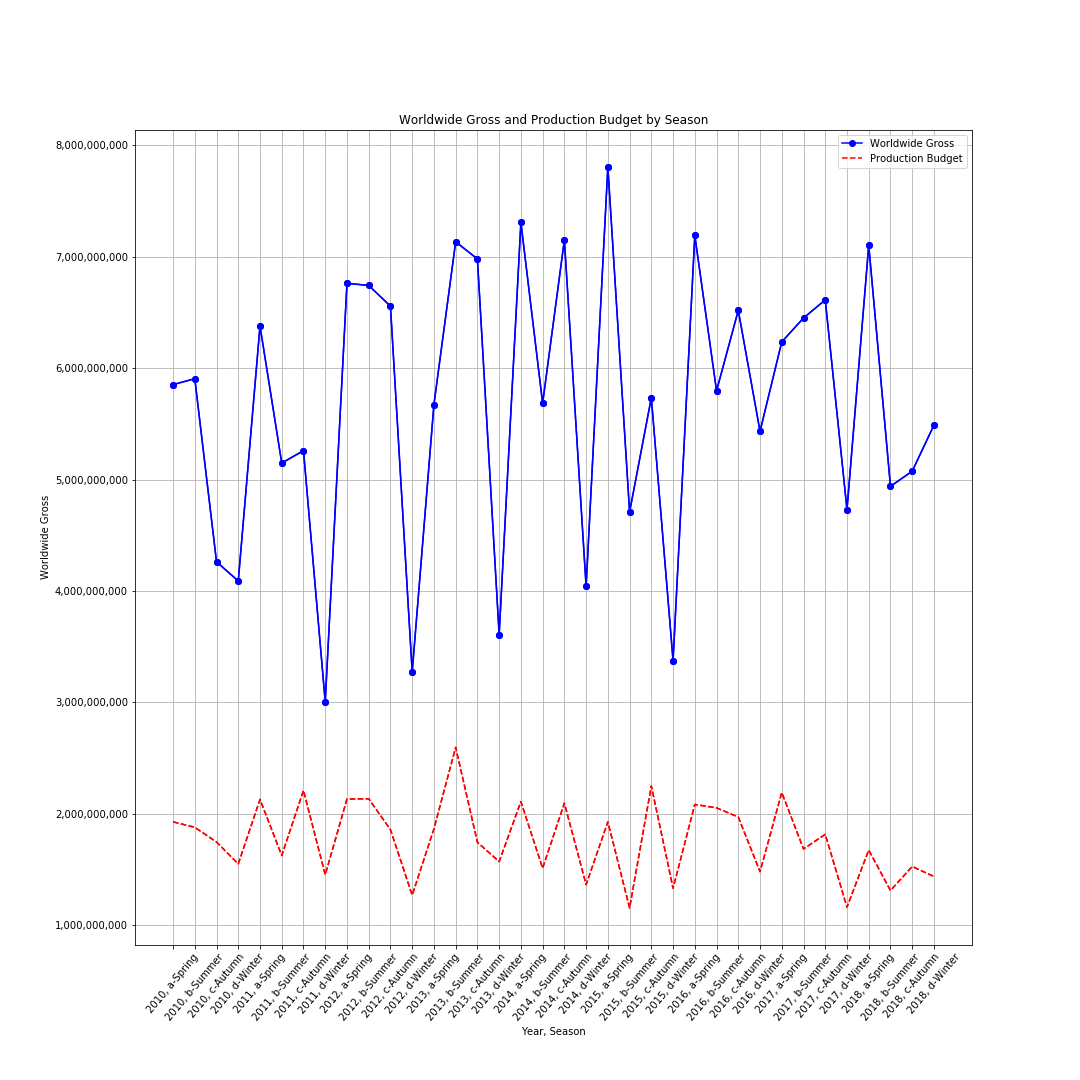 Worldwide Gross and Production Budget by Season
Worldwide Gross
Production Budget
8,000,000,000
7,000,000,000
6,000,000,000
5,000,000,000
4,000,000,000
3,000,000,000
2,000,000,000
1,000,000,000
Worldwide Gross
2010, a-Spring
2010, b-Summer
2010, c-Autumn
2010, d-Winter
2011, a-Spring
2011, b-Summer
2011, c-Autumn
2011, d-Winter
2012, a-Spring
2012, b-Summer
2012, c-Autumn
2012, d-Winter
2013, a-Spring
2013, b-Summer
2013, c-Autumn
2013, d-Winter
2014, a-Spring
2014, b-Summer
2014, c-Autumn
2014, d-Winter
2015, a-Spring
2015, b-Summer
2015, c-Autumn
2015, d-Winter
2016, a-Spring
2016, b-Summer
2016, c-Autumn
2016, d-Winter
2017, a-Spring
2017, b-Summer
2017, c-Autumn
2017, d-Winter
2018, a-Spring
2018, b-Summer
2018, c-Autumn
2018, d-Winter
Year, Season